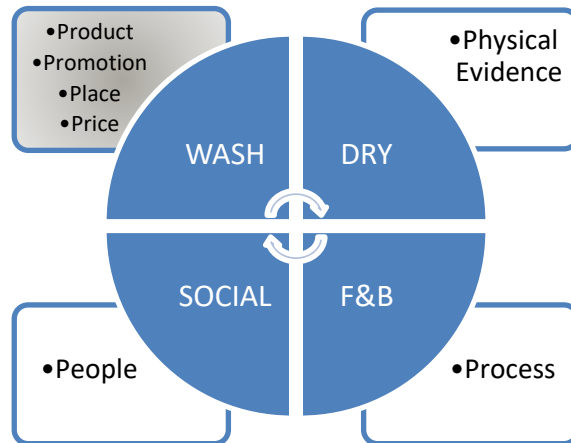 •Product
•Promotion
•Place
•Price
•Physical
Evidence
WASH
DRY
SOCIAL
F&B
•People
•Process